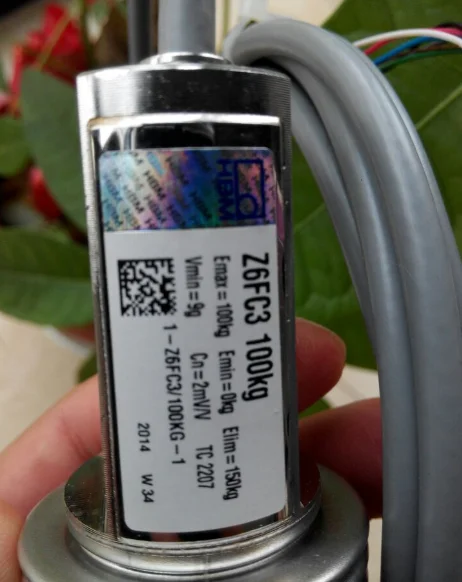 HBM
Z6FC3 100kg
Emax = 100kg Emin = 0kg Elim = 150kg
Vmin = 9g Cn = 2mV/V TC 2207
1 - Z6FC3/100KG - 1
2014 W 34